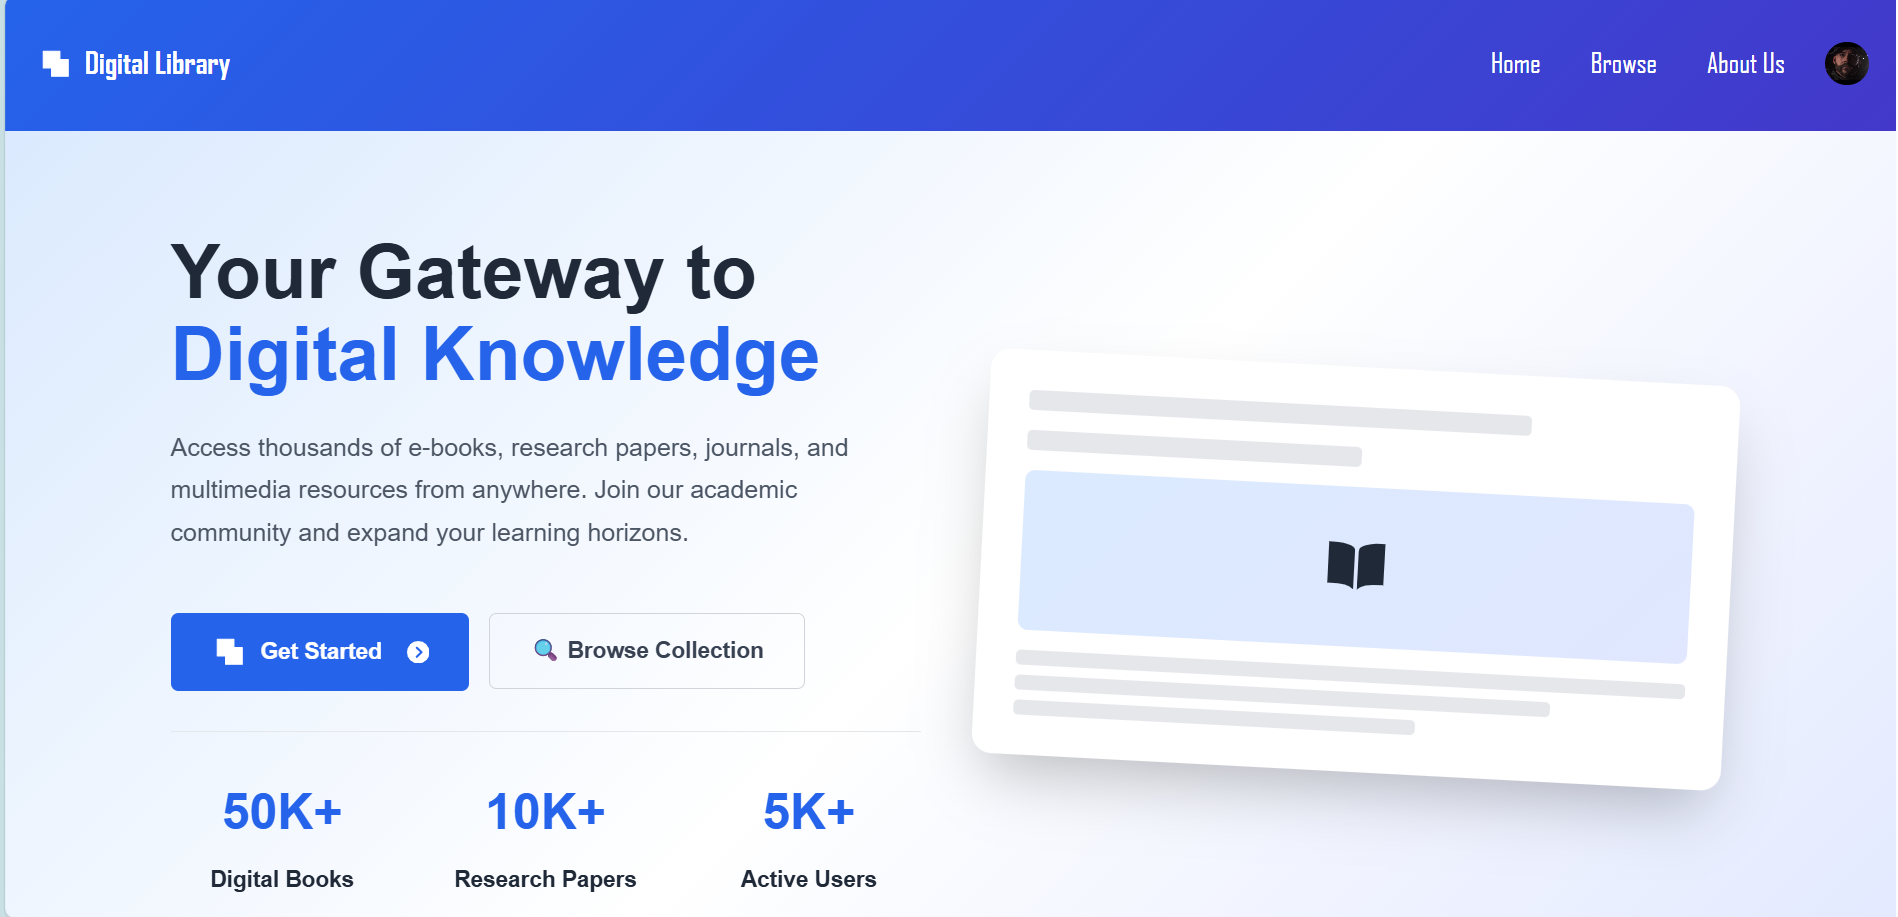 Digital Library
Home
Browse
About Us
Your Gateway to
Digital Knowledge
Access thousands of e-books, research papers, journals, and
multimedia resources from anywhere. Join our academic
community and expand your learning horizons.
Get Started
Browse Collection
50K+
10K+
5K+
Digital Books
Research Papers
Active Users